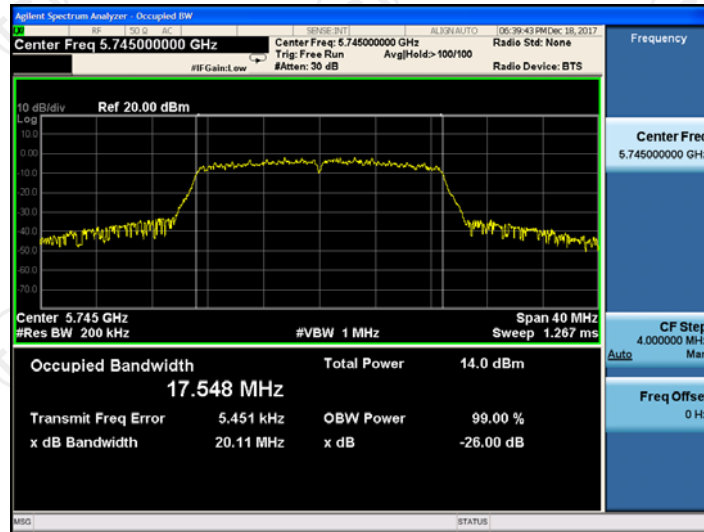 Agilent Spectrum Analyzer - Occupied BW
RF 50 Ω AC SENSE:INT ALIGN AUTO 06:39:43 PM Dec 18, 2017
Center Freq 5.745000000 GHz
Center Freq: 5.745000000 GHz
Radio Std: None
Trig: Free Run Avg|Hold:> 100/100
#IFGain:Low
#Atten: 30 dB
Radio Device: BTS
10 dB/div Ref 20.00 dBm
Log
10.0
0.00
-10.0
-20.0
-30.0
-40.0
-50.0
-60.0
-70.0
Center 5.745 GHz
Span 40 MHz
#Res BW 200 kHz
#VBW 1 MHz
Sweep 1.267 ms
Occupied Bandwidth
Total Power 14.0 dBm
17.548 MHz
Transmit Freq Error 5.451 kHz
OBW Power 99.00 %
x dB Bandwidth 20.11 MHz
x dB -26.00 dB
MSG
STATUS
Frequency
Center Freq
5.745000000 GHz
CF Step
4.000000 MHz
Auto Man
Freq Offse
0 Hz